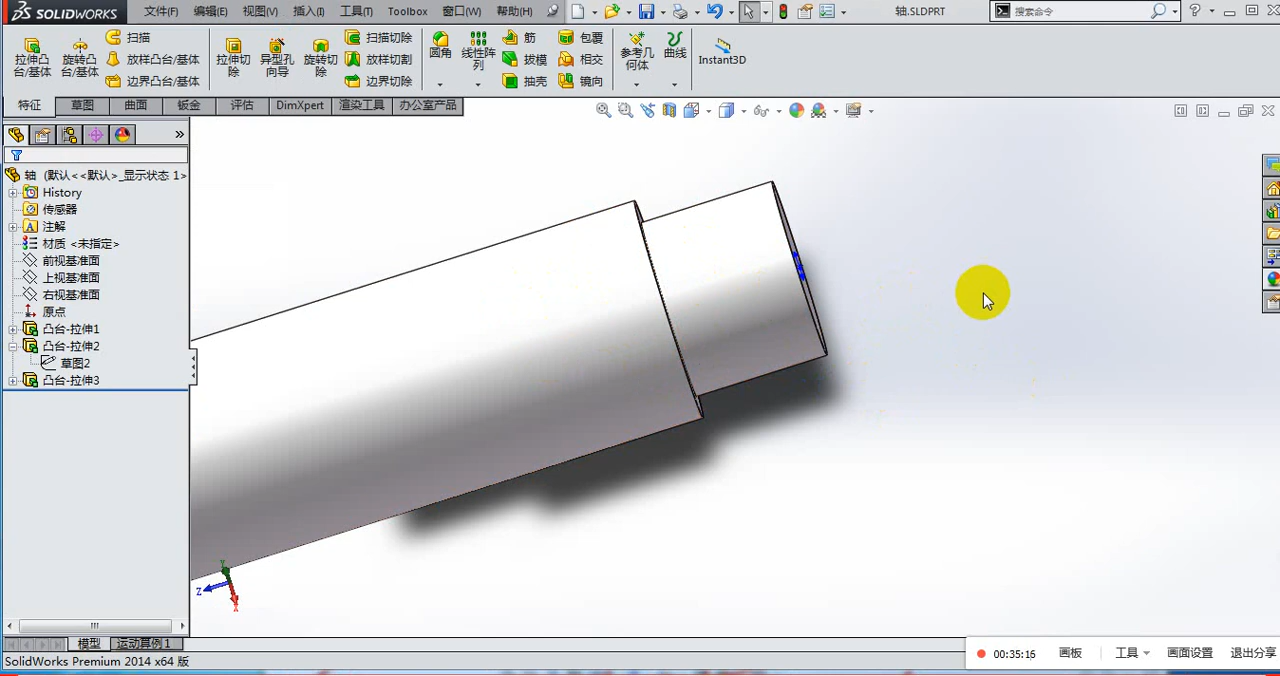 SOLIDWORKS 文件(F) 编辑(E) 视图(V) 插入(I) 工具(T) Toolbox 窗口(W) 帮助(H) 轴.SLDPRT 搜索命令
拉伸凸台/基体 旋转凸台/基体 扫描 放样凸台/基体 边界凸台/基体 拉伸切除 异型孔向导 旋转切除 扫描切除 放样切割 边界切除 圆角 线性阵列 筋 拔模 抽壳 包覆 相交 镜向 参考几何体 曲线 Instant3D
特征 草图 曲面 钣金 评估 DimXpert 渲染工具 办公室产品
轴 (默认<<默认>_显示状态 1>
History
传感器
注解
材质 <未指定>
前视基准面
上视基准面
右视基准面
原点
凸台-拉伸1
凸台-拉伸2
草图2
凸台-拉伸3
Y
Z
X
模型 运动算例1
SolidWorks Premium 2014 x64 版
00:35:16 画板 工具 画面设置 退出分享